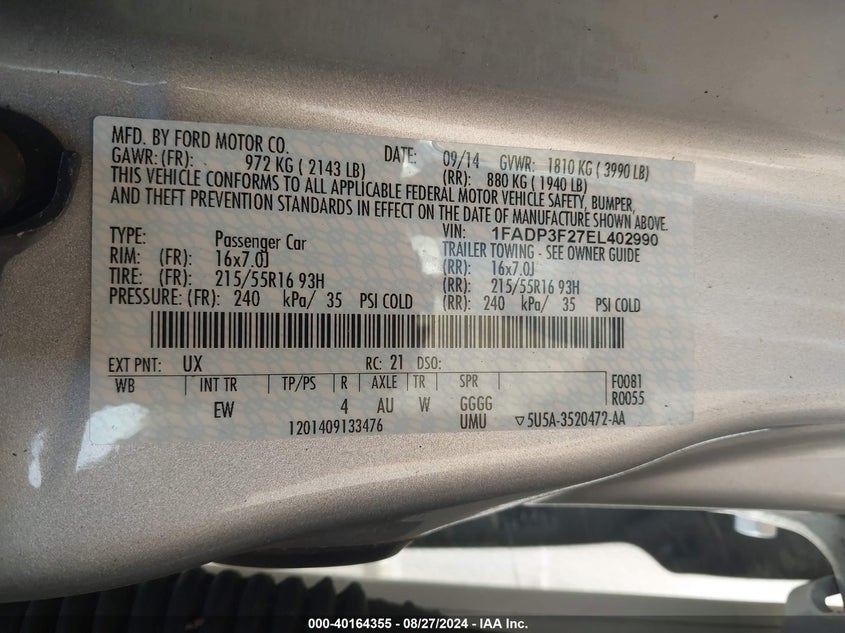 MFD. BY FORD MOTOR CO.
DATE: 09/14 GVWR: 1810 KG ( 3990 LB)
GAWR: (FR): 972 KG ( 2143 LB) (RR): 880 KG ( 1940 LB)
THIS VEHICLE CONFORMS TO ALL APPLICABLE FEDERAL MOTOR VEHICLE SAFETY, BUMPER,
AND THEFT PREVENTION STANDARDS IN EFFECT ON THE DATE OF MANUFACTURE SHOWN ABOVE.
VIN: 1FADP3F27EL402990
TYPE: Passenger Car TRAILER TOWING - SEE OWNER GUIDE
RIM: (FR): 16x7.0J (RR): 16x7.0J
TIRE: (FR): 215/55R16 93H (RR): 215/55R16 93H
PRESSURE: (FR): 240 kPa/ 35 PSI COLD (RR): 240 kPa/ 35 PSI COLD
EXT PNT: UX RC: 21 DSO:
WB INT TR TP/PS R AXLE TR SPR F0081
R0055
EW 4 AU W GGGG
1201409133476 UMU ▽5U5A-3520472-AA
000-40164355 - 08/27/2024 - IAA Inc.